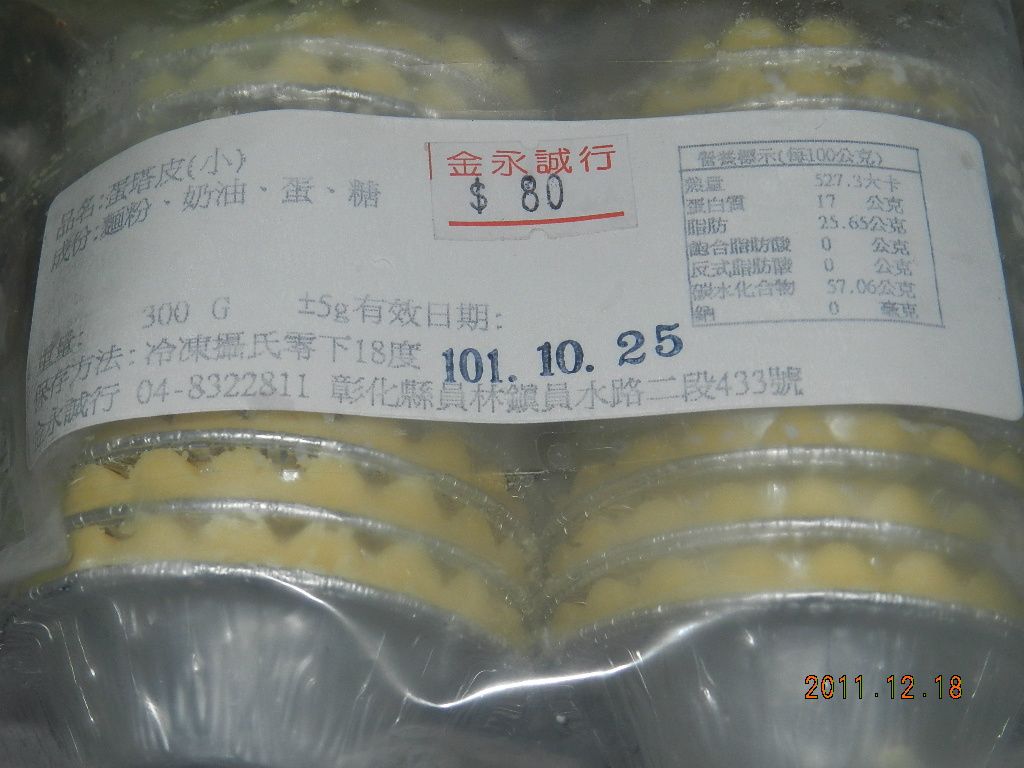 品名:蛋塔皮(小)
成份:麵粉、奶油、蛋、糖
金永誠行
$ 80
營養標示(每100公克)
熱量 527.3大卡
蛋白質 17 公克
脂肪 25.65公克
飽合脂肪酸 0 公克
反式脂肪酸 0 公克
碳水化合物 57.06公克
鈉 0 毫克
300 G ±5g有效日期:
101. 10. 25
保存方法:冷凍攝氏零下18度
金永誠行 04-8322811 彰化縣員林鎮員水路二段433號
2011.12.18